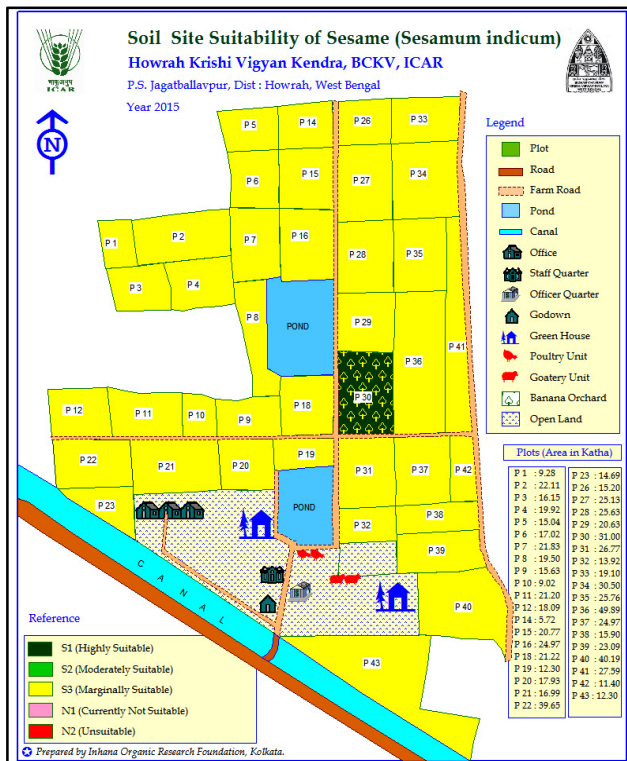 Soil Site Suitability of Sesame (Sesamum indicum)
Howrah Krishi Vigyan Kendra, BCKV, ICAR
P.S. Jagatballavpur, Dist : Howrah, West Bengal
Year 2015
भाकृअनुप
ICAR
N
P 5
P 14
P 26
P 33
P 6
P 15
P 27
P 34
P 1
P 2
P 7
P 16
P 28
P 35
P 3
P 4
P 8
POND
P 29
P 36
P 41
P 30
P 12
P 11
P 10
P 9
P 18
P 22
P 21
P 20
P 19
P 31
P 37
P 42
P 23
POND
P 32
P 38
P 39
P 40
P 43
CANAL
Legend
Plot
Road
Farm Road
Pond
Canal
Office
Staff Quarter
Officer Quarter
Godown
Green House
Poultry Unit
Goatery Unit
Banana Orchard
Open Land
Plots (Area in Katha)
P 1 : 9.28
P 2 : 22.11
P 3 : 16.15
P 4 : 19.92
P 5 : 15.04
P 6 : 17.02
P 7 : 21.83
P 8 : 19.50
P 9 : 15.63
P 10 : 9.02
P 11 : 21.20
P 12 : 18.09
P 14 : 5.72
P 15 : 20.77
P 16 : 24.97
P 18 : 21.22
P 19 : 12.30
P 20 : 17.93
P 21 : 16.99
P 22 : 39.65
P 23 : 14.69
P 26 : 15.20
P 27 : 25.13
P 28 : 25.63
P 29 : 20.63
P 30 : 31.00
P 31 : 26.77
P 32 : 13.92
P 33 : 19.10
P 34 : 30.50
P 35 : 25.76
P 36 : 49.89
P 37 : 24.97
P 38 : 15.90
P 39 : 23.09
P 40 : 40.19
P 41 : 27.59
P 42 : 11.40
P 43 : 12.30
Reference
S1 (Highly Suitable)
S2 (Moderately Suitable)
S3 (Marginally Suitable)
N1 (Currently Not Suitable)
N2 (Unsuitable)
Prepared by Inhana Organic Research Foundation, Kolkata.